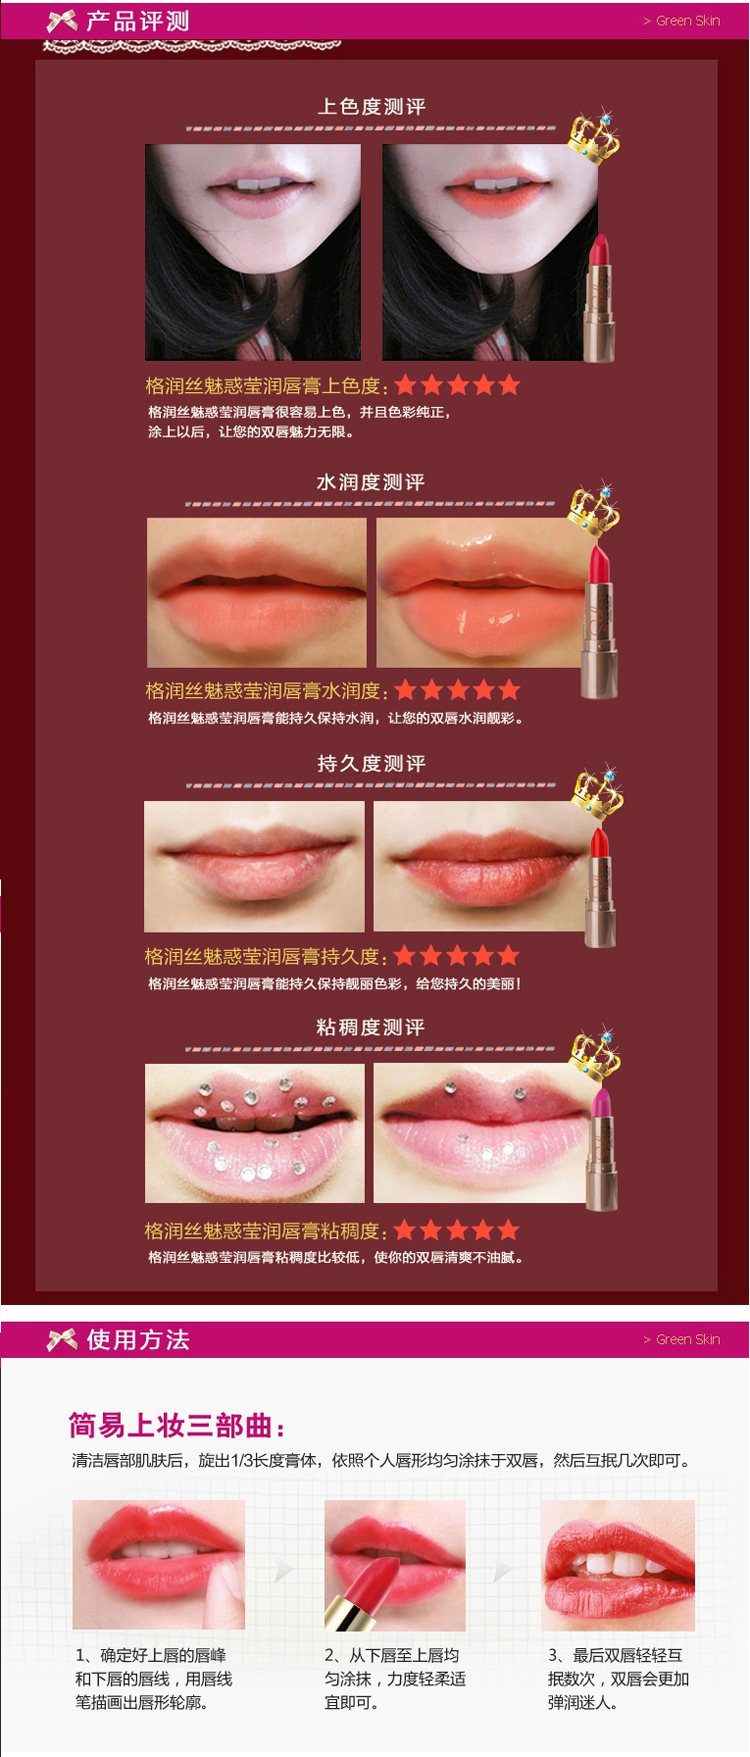 产品评测
> Green Skin
上色度测评
格润丝魅惑莹润唇膏上色度：★★★★★
格润丝魅惑莹润唇膏很容易上色，并且色彩纯正，
涂上以后，让您的双唇魅力无限。
水润度测评
格润丝魅惑莹润唇膏水润度：★★★★★
格润丝魅惑莹润唇膏能持久保持水润，让您的双唇水润靓彩。
持久度测评
格润丝魅惑莹润唇膏持久度：★★★★★
格润丝魅惑莹润唇膏能持久保持靓丽色彩，给您持久的美丽！
粘稠度测评
格润丝魅惑莹润唇膏粘稠度：★★★★★
格润丝魅惑莹润唇膏粘稠度比较低，使你的双唇清爽不油腻。
使用方法
> Green Skin
简易上妆三部曲：
清洁唇部肌肤后，旋出1/3长度膏体，依照个人唇形均匀涂抹于双唇，然后互抿几次即可。
1、确定好上唇的唇峰
和下唇的唇线，用唇线
笔描画出唇形轮廓。
2、从下唇至上唇均
匀涂抹，力度轻柔适
宜即可。
3、最后双唇轻轻互
抿数次，双唇会更加
弹润迷人。